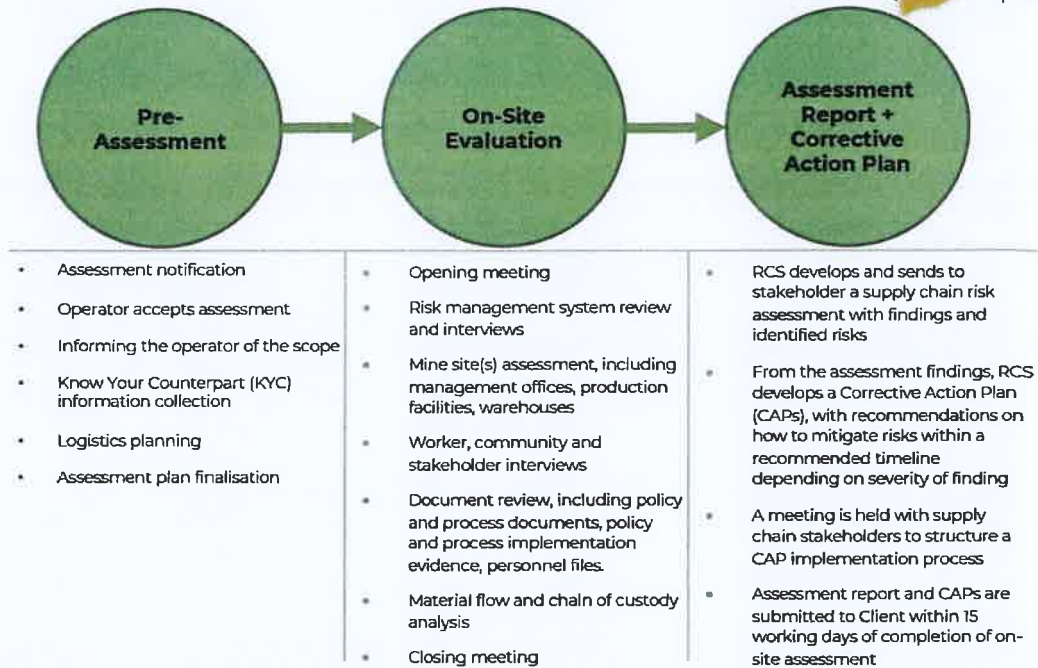 Pre-
Assessment
On-Site
Evaluation
Assessment
Report +
Corrective
Action Plan
• Assessment notification
• Operator accepts assessment
• Informing the operator of the scope
• Know Your Counterpart (KYC)
information collection
• Logistics planning
• Assessment plan finalisation
• Opening meeting
• Risk management system review
and interviews
• Mine site(s) assessment, including
management offices, production
facilities, warehouses
• Worker, community and
stakeholder interviews
• Document review, including policy
and process documents, policy
and process implementation
evidence, personnel files.
• Material flow and chain of custody
analysis
• Closing meeting
• RCS develops and sends to
stakeholder a supply chain risk
assessment with findings and
identified risks
• From the assessment findings, RCS
develops a Corrective Action Plan
(CAPs), with recommendations on
how to mitigate risks within a
recommended timeline
depending on severity of finding
• A meeting is held with supply
chain stakeholders to structure a
CAP implementation process
• Assessment report and CAPs are
submitted to Client within 15
working days of completion of on-
site assessment